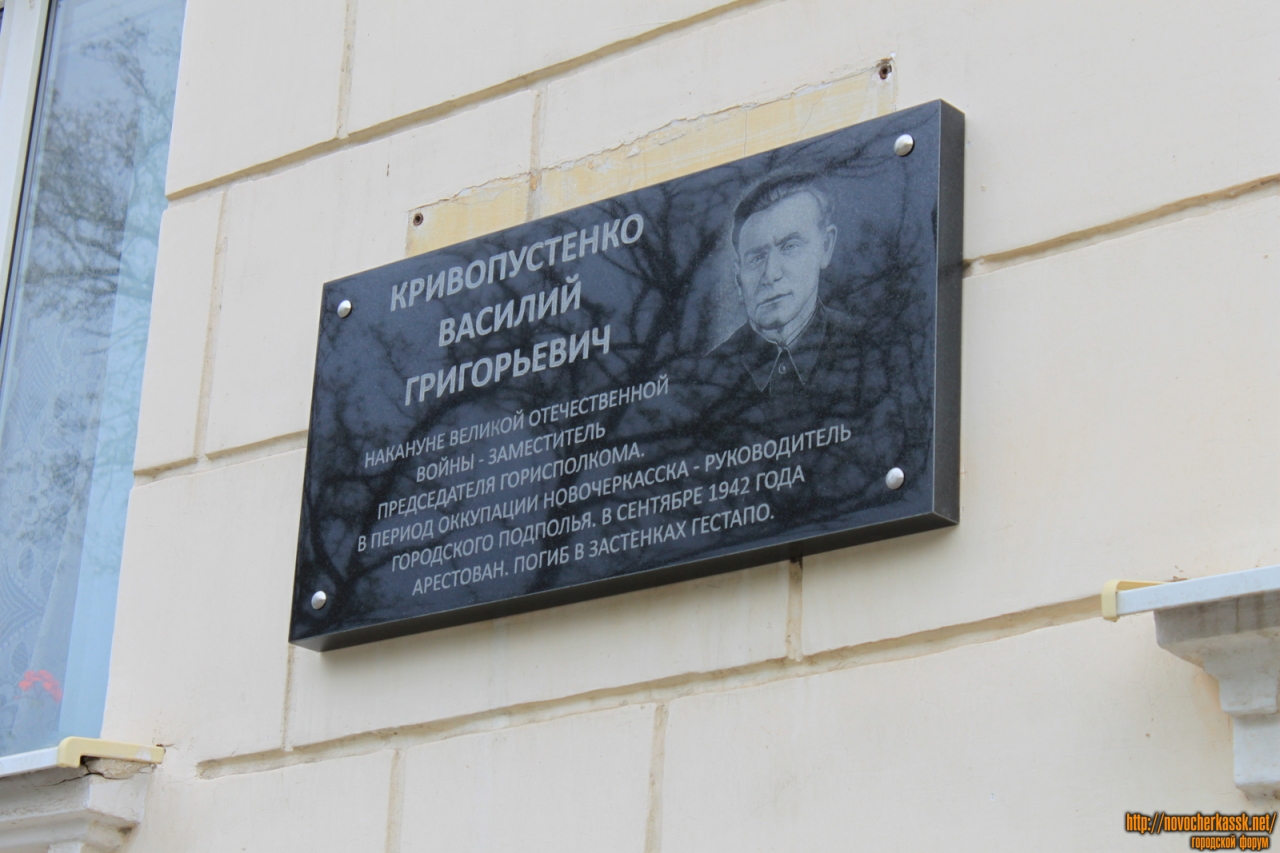 КРИВОПУСТЕНКО
ВАСИЛИЙ
ГРИГОРЬЕВИЧ
НАКАНУНЕ ВЕЛИКОЙ ОТЕЧЕСТВЕННОЙ
ВОЙНЫ - ЗАМЕСТИТЕЛЬ
ПРЕДСЕДАТЕЛЯ ГОРИСПОЛКОМА.
В ПЕРИОД ОККУПАЦИИ НОВОЧЕРКАССКА - РУКОВОДИТЕЛЬ
ГОРОДСКОГО ПОДПОЛЬЯ. В СЕНТЯБРЕ 1942 ГОДА
АРЕСТОВАН. ПОГИБ В ЗАСТЕНКАХ ГЕСТАПО.
http://novocherkassk.net/
городской форум